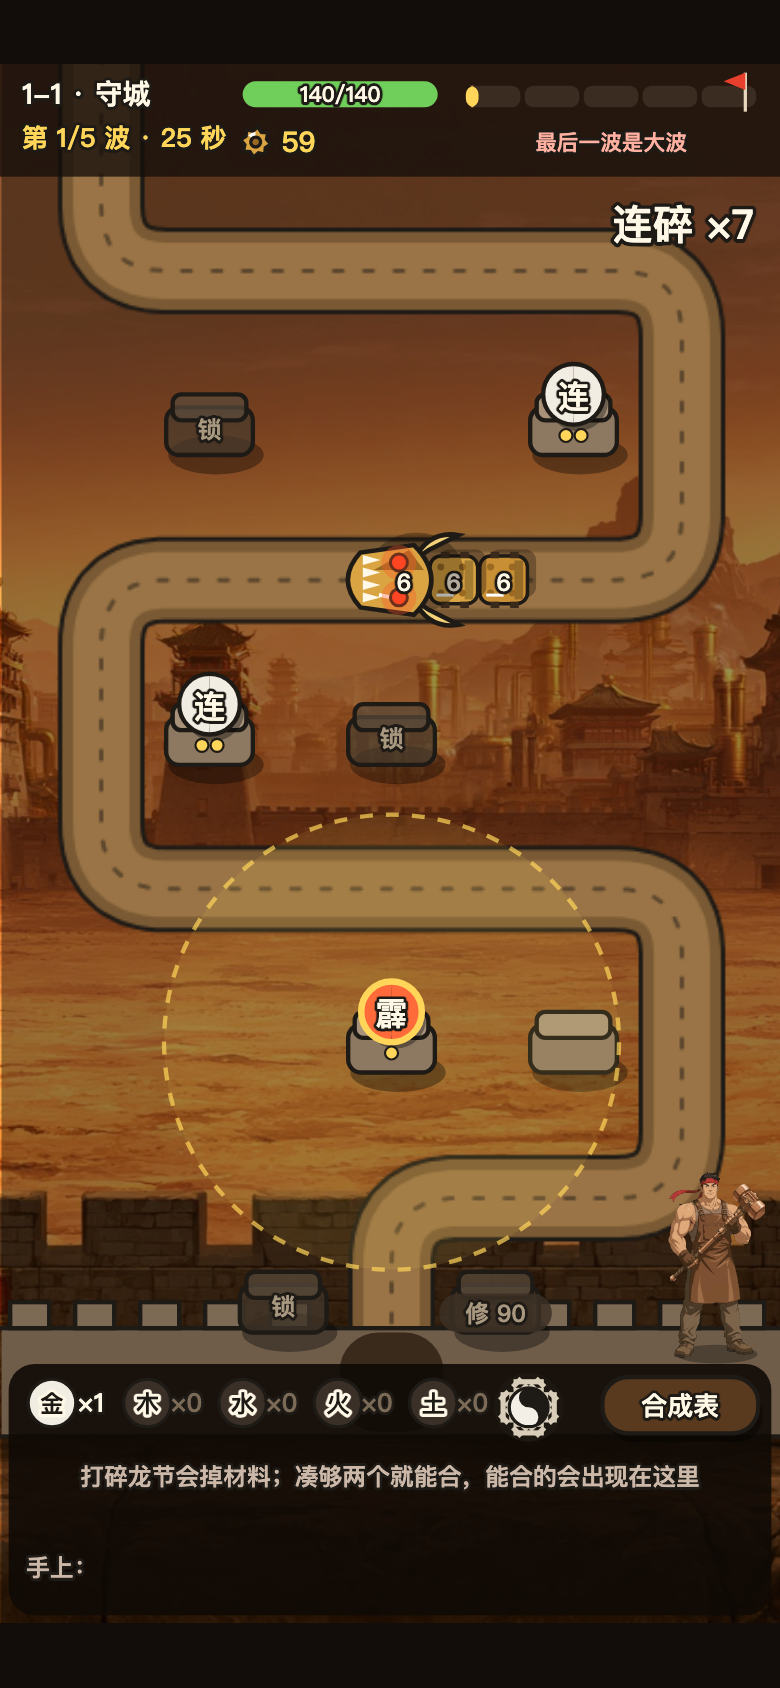 1–1 · 守城
140/140
第 1/5 波 · 25 秒
59
最后一波是大波
连碎 ×7
连
锁
6
6
6
连
锁
霹
锁
修 90
金 ×1
木 ×0
水 ×0
火 ×0
土 ×0
合成表
打碎龙节会掉材料；凑够两个就能合，能合的会出现在这里
手上：